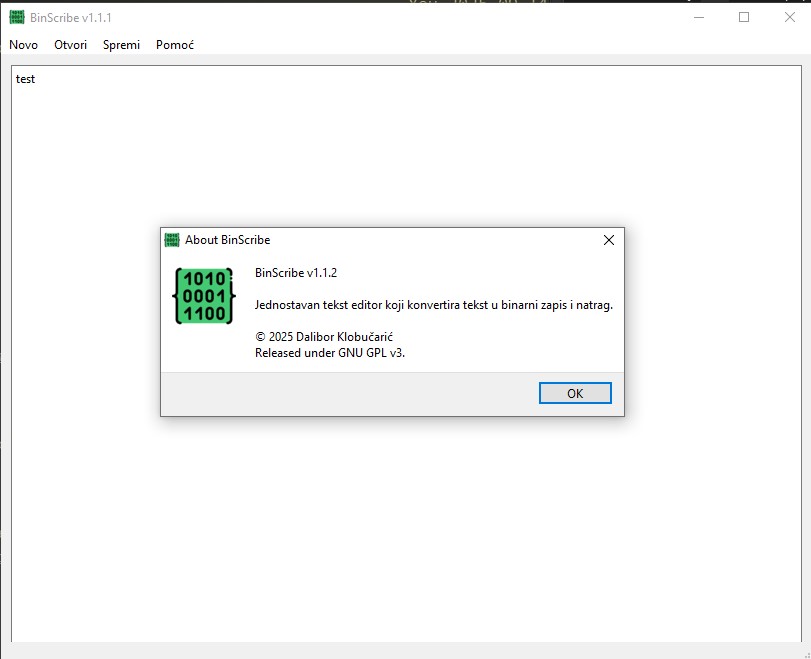 BinScribe v1.1.1
Novo Otvori Spremi Pomoć
test
About BinScribe
1010
0001
1100
BinScribe v1.1.2
Jednostavan tekst editor koji konvertira tekst u binarni zapis i natrag.
© 2025 Dalibor Klobučarić
Released under GNU GPL v3.
OK